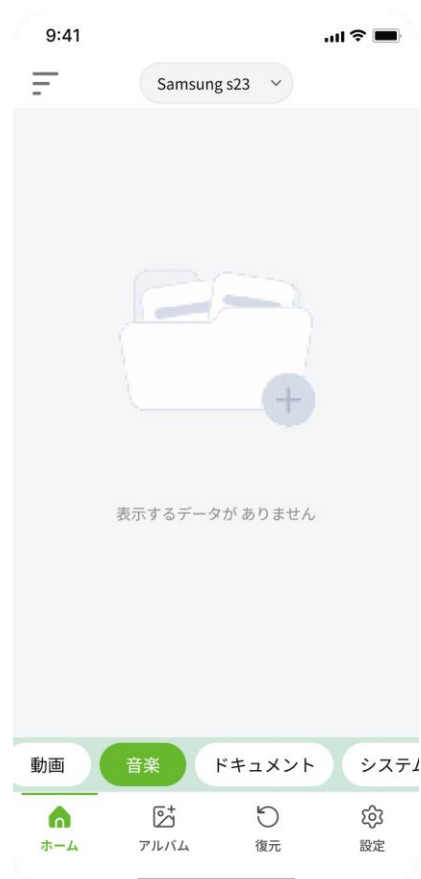 9:41
Samsung s23
表示するデータが ありません
動画
音楽
ドキュメント
システム
ホーム
アルバム
復元
設定